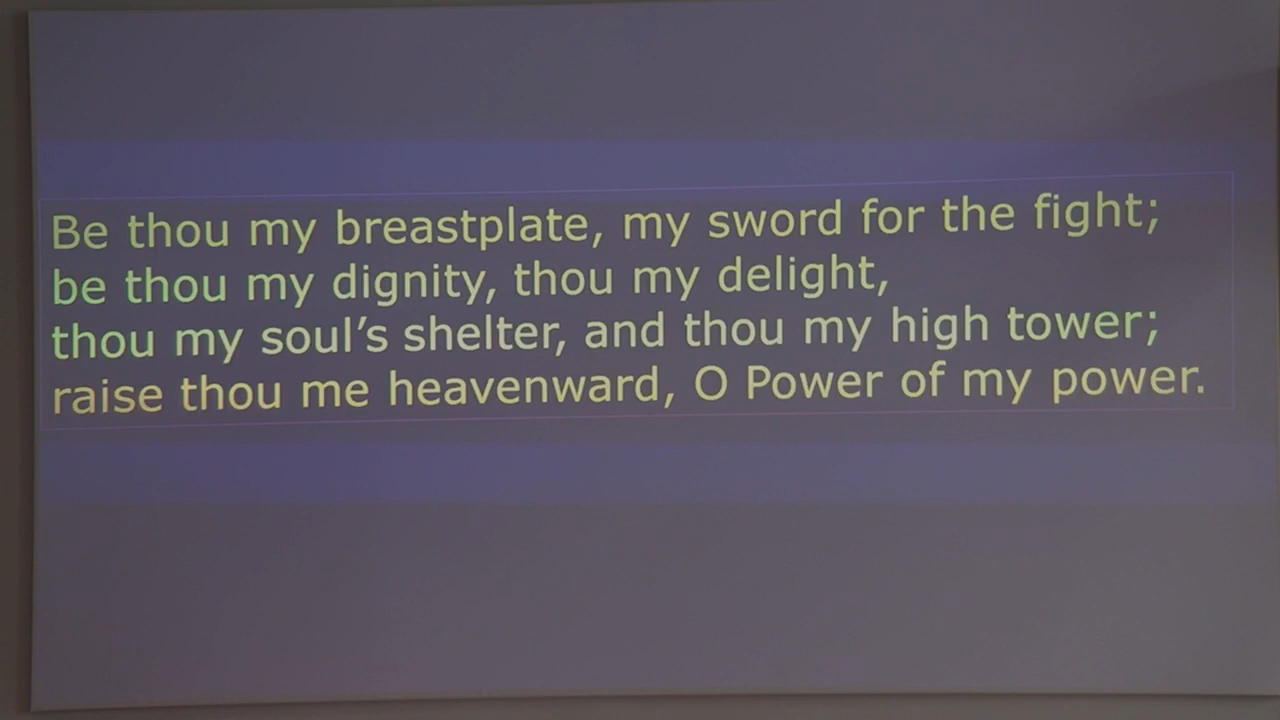 Be thou my breastplate, my sword for the fight;
be thou my dignity, thou my delight,
thou my soul’s shelter, and thou my high tower;
raise thou me heavenward, O Power of my power.